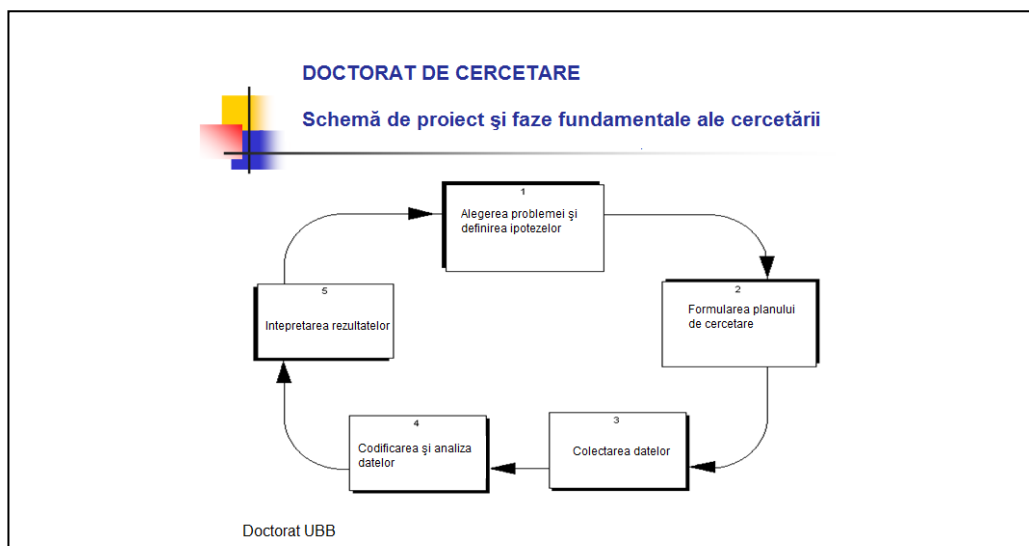 DOCTORAT DE CERCETARE
Schemă de proiect şi faze fundamentale ale cercetării
1
Alegerea problemei şi
definirea ipotezelor
2
Formularea planului
de cercetare
3
Colectarea datelor
4
Codificarea şi analiza
datelor
5
Intepretarea rezultatelor
Doctorat UBB